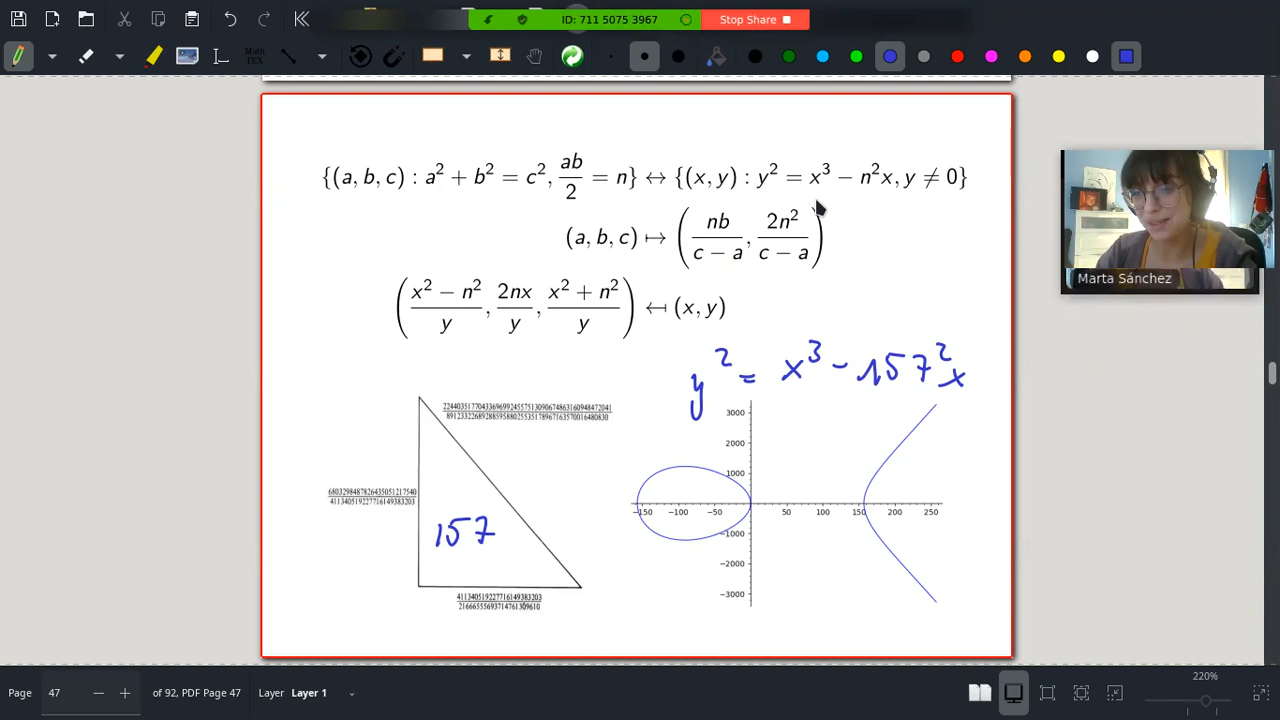 ID: 711 5075 3967
Stop Share
Math TEX
{(a, b, c) : a² + b² = c², ab/2 = n} ↔ {(x, y) : y² = x³ − n²x, y ≠ 0}
(a, b, c) ↦ (nb/(c − a), 2n²/(c − a))
((x² − n²)/y, 2nx/y, (x² + n²)/y) ↤ (x, y)
Marta Sánchez
y² = x³ − 157²x
157
3000
2000
1000
−150 −100 −50 50 100 150 200 250
−1000
−2000
−3000
Page 47 of 92, PDF Page 47 Layer Layer 1 220%